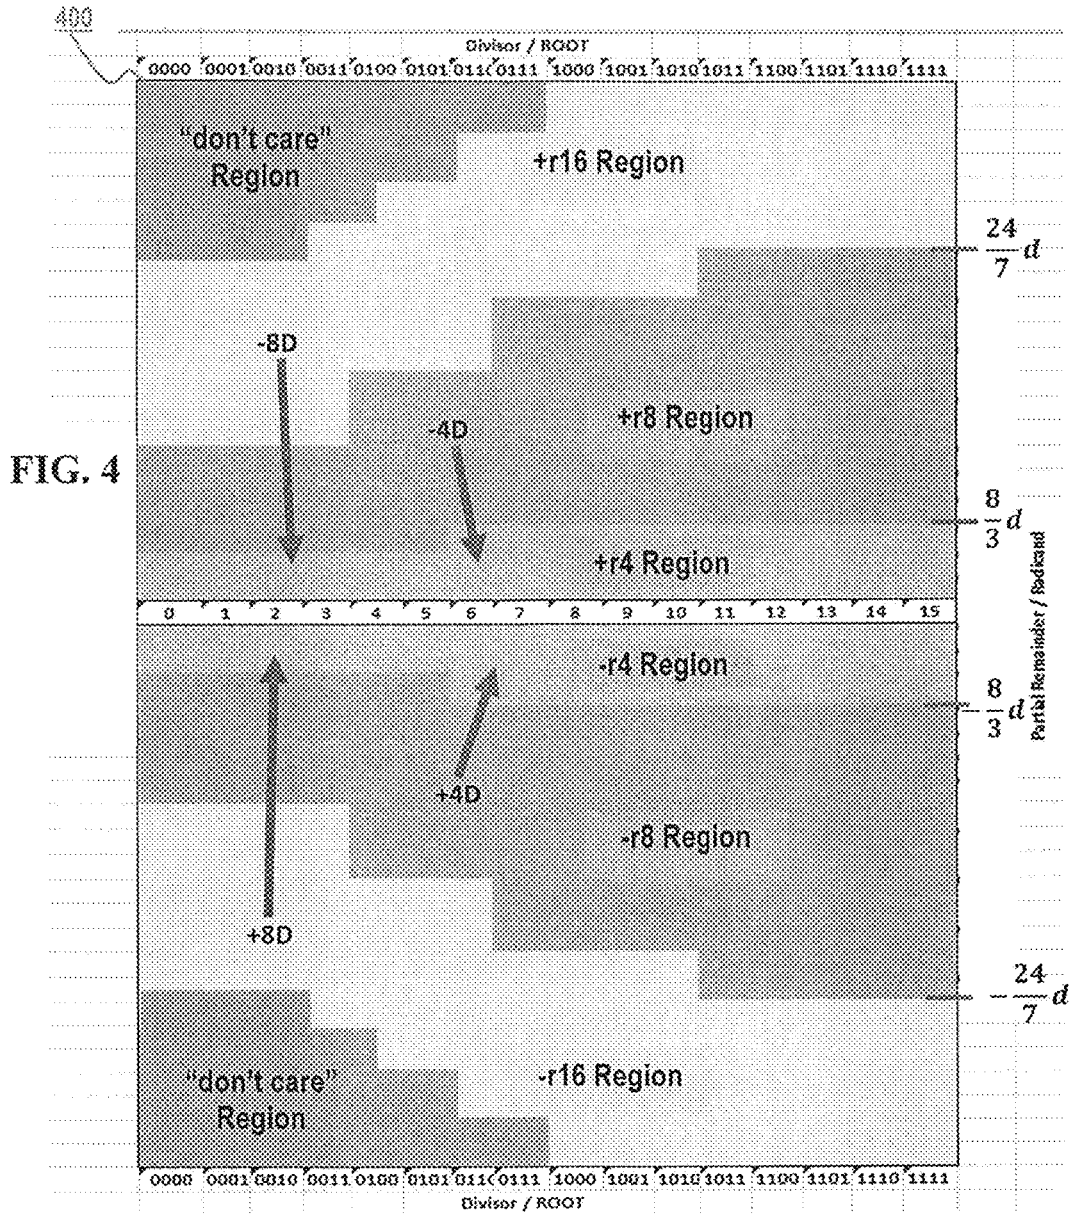 400
Divisor / ROOT
0000 0001 0010 0011 0100 0101 011( 0111 1000 1001 1010 1011 1100 1101 1110 1111
"don't care"
Region
+r16 Region
24/7 d
-8D
-4D
+r8 Region
FIG. 4
8/3 d
+r4 Region
Partial Remainder / Radicand
0 1 2 3 4 5 6 7 8 9 10 11 12 13 14 15
-r4 Region
-8/3 d
+4D
-r8 Region
+8D
-24/7 d
"don't care"
Region
-r16 Region
0000 0001 0010 0011 0100 0101 011( 0111 1000 1001 1010 1011 1100 1101 1110 1111
Divisor / ROOT